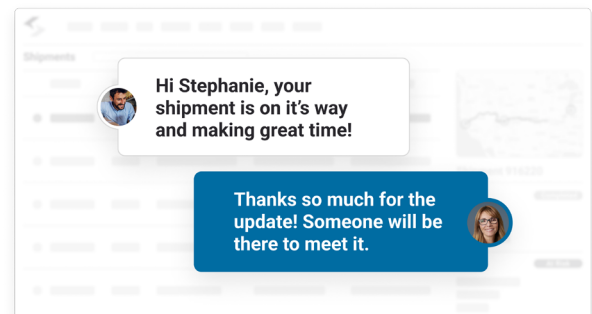 Shipments
Hi Stephanie, your
shipment is on it's way
and making great time!
Thanks so much for the
update! Someone will be
there to meet it.